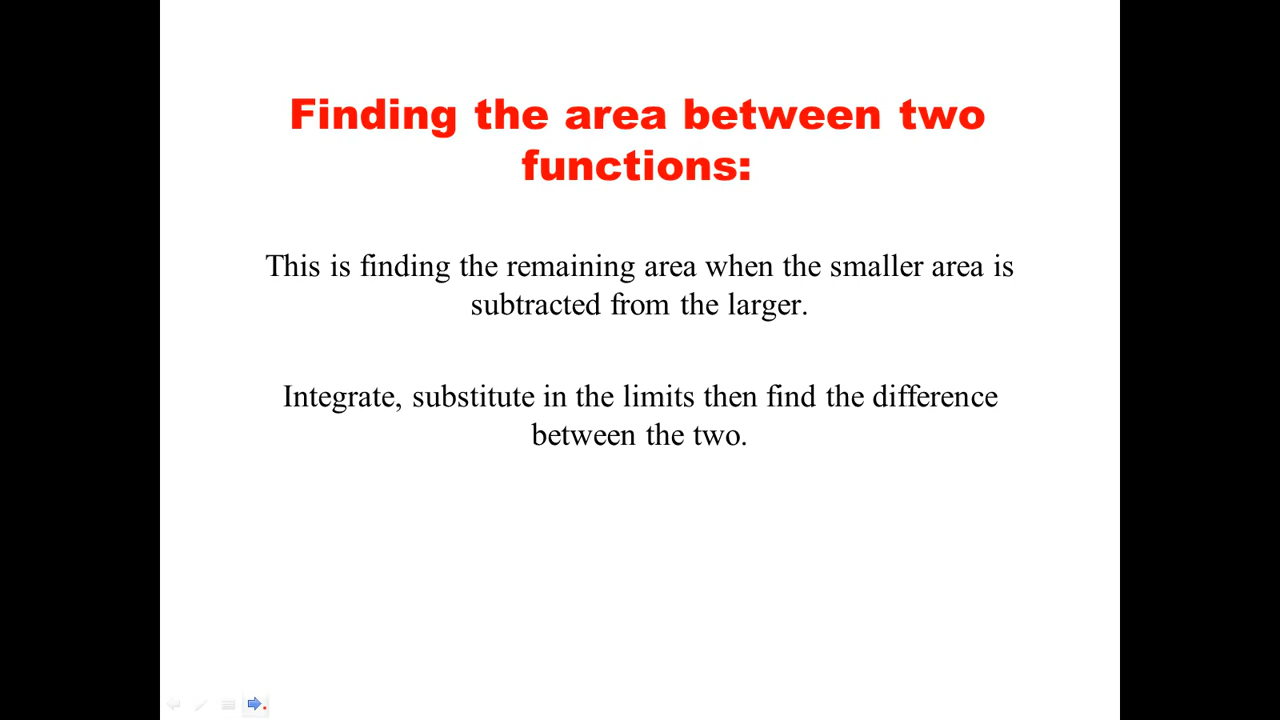 Finding the area between two
functions:
This is finding the remaining area when the smaller area is
subtracted from the larger.
Integrate, substitute in the limits then find the difference
between the two.